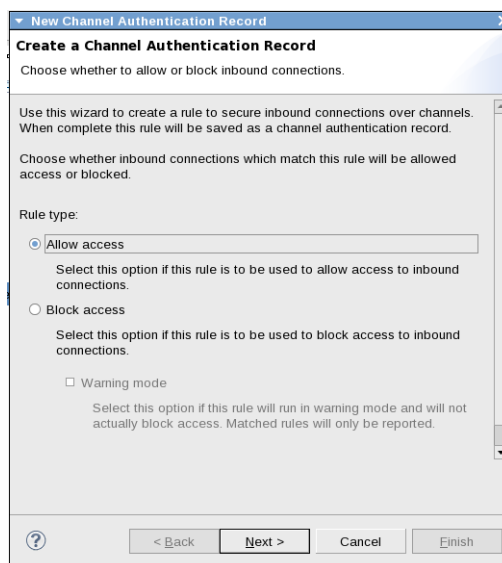 New Channel Authentication Record
Create a Channel Authentication Record
Choose whether to allow or block inbound connections.
Use this wizard to create a rule to secure inbound connections over channels.
When complete this rule will be saved as a channel authentication record.
Choose whether inbound connections which match this rule will be allowed
access or blocked.
Rule type:
Allow access
Select this option if this rule is to be used to allow access to inbound
connections.
Block access
Select this option if this rule is to be used to block access to inbound
connections.
Warning mode
Select this option if this rule will run in warning mode and will not
actually block access. Matched rules will only be reported.
? < Back Next > Cancel Finish